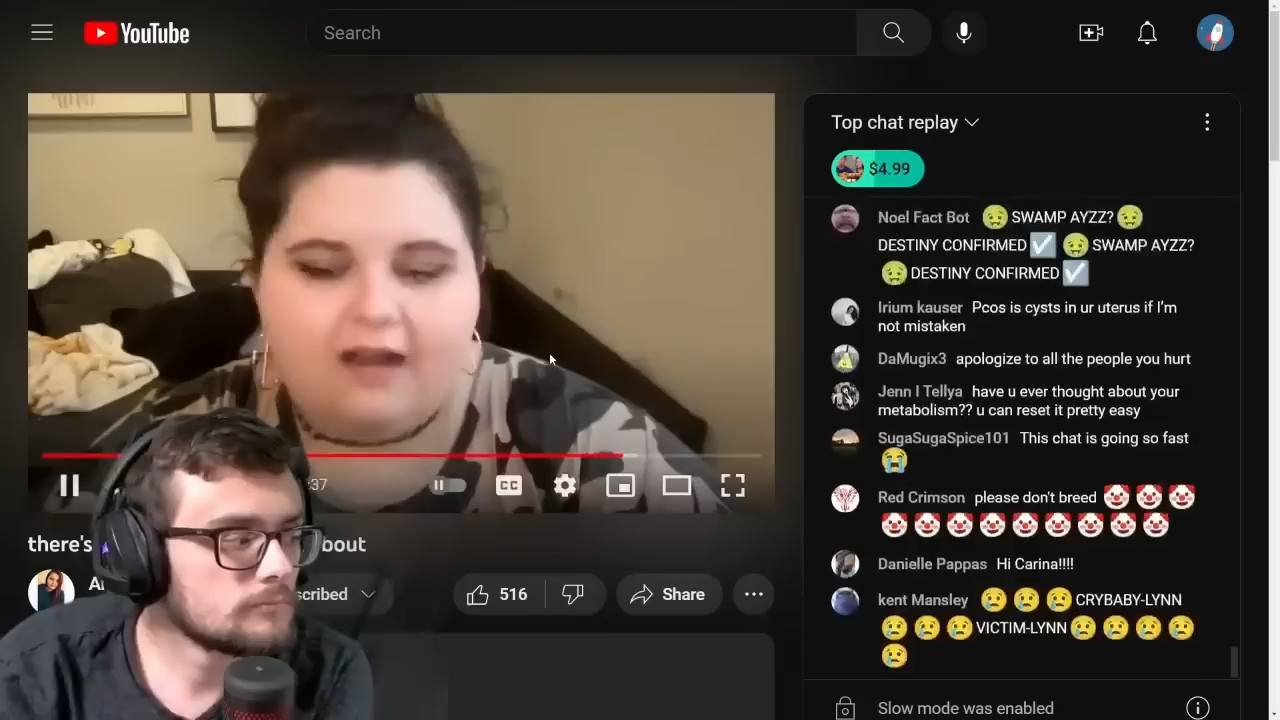 YouTube
Search
Top chat replay
$4.99
Noel Fact Bot 🤢 SWAMP AYZZ? 🤢
DESTINY CONFIRMED ☑️ 🤢 SWAMP AYZZ?
🤢 DESTINY CONFIRMED ☑️
Irium kauser Pcos is cysts in ur uterus if I'm
not mistaken
DaMugix3 apologize to all the people you hurt
Jenn I Tellya have u ever thought about your
metabolism?? u can reset it pretty easy
SugaSugaSpice101 This chat is going so fast
😭
Red Crimson please don't breed 🤡 🤡 🤡
🤡 🤡 🤡 🤡 🤡 🤡 🤡 🤡 🤡
Danielle Pappas Hi Carina!!!!
kent Mansley 😢 😢 😢 CRYBABY-LYNN
😢 😢 😢 VICTIM-LYNN 😢 😢 😢 😢
😢
Slow mode was enabled
:37
CC
there's bout
A
scribed
516
Share